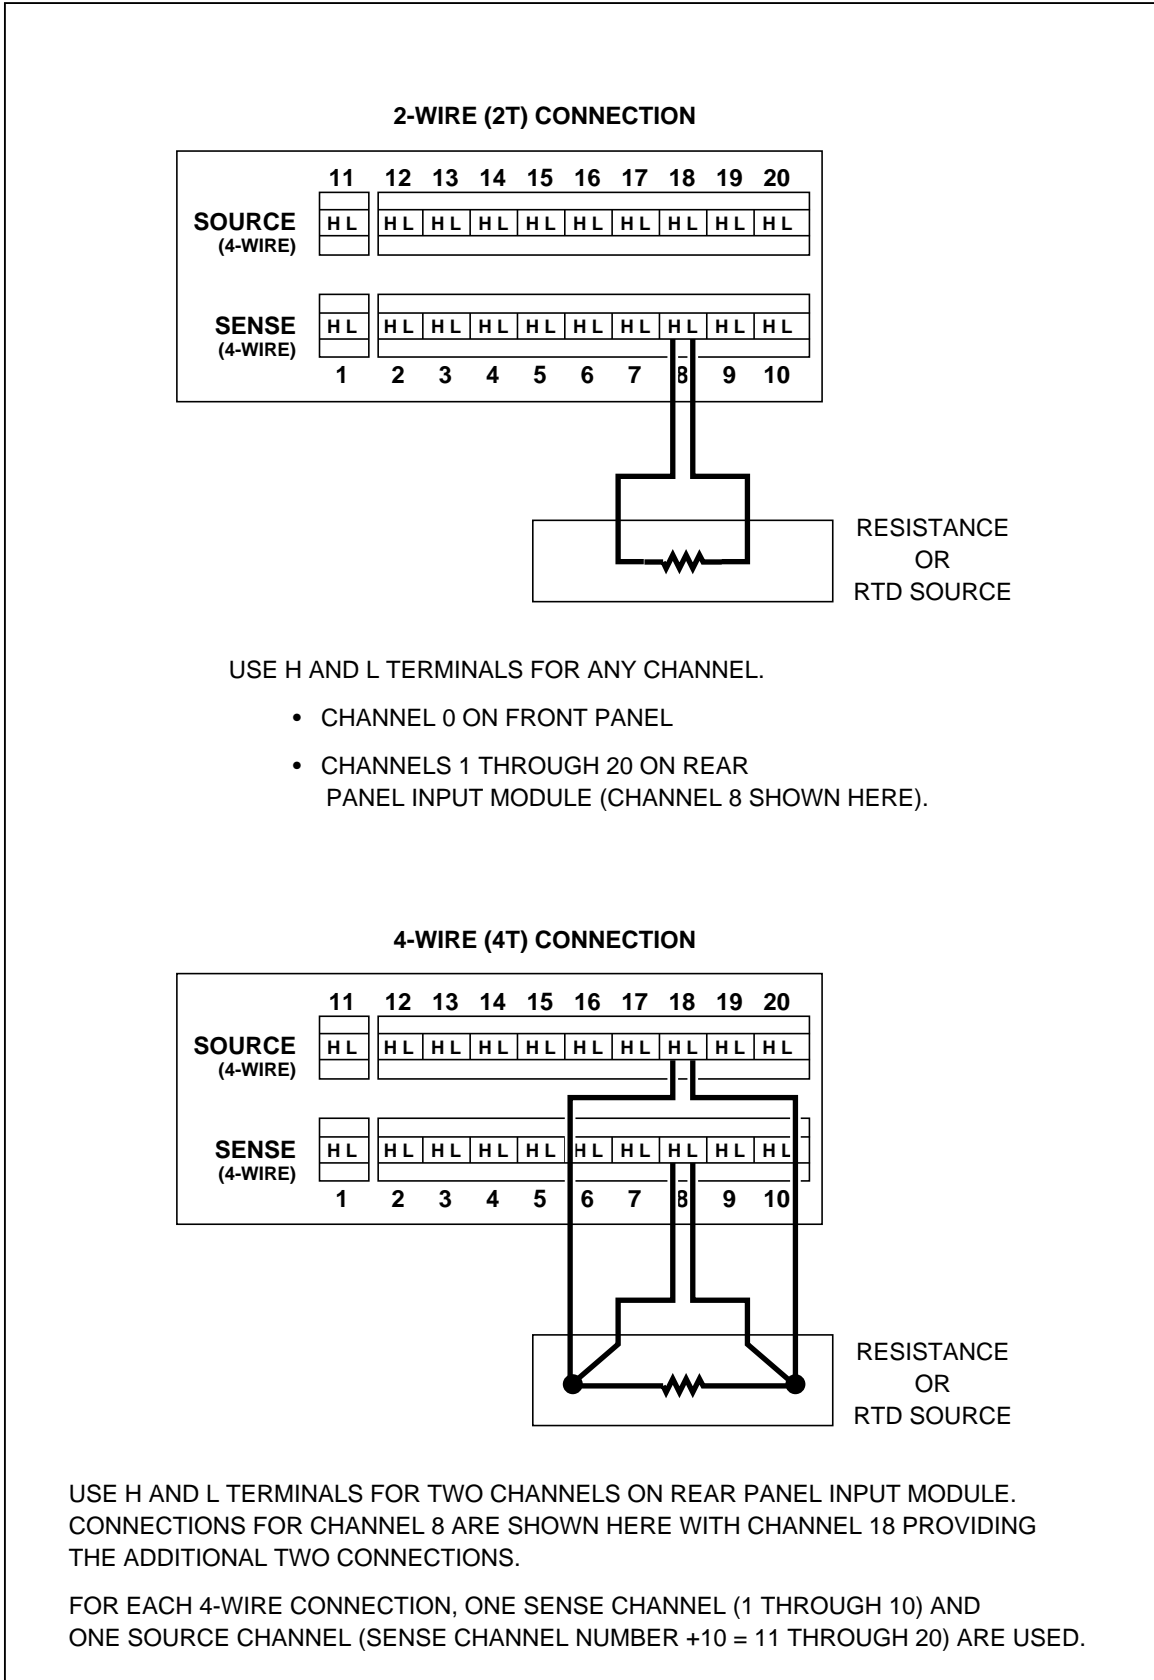 2-WIRE (2T) CONNECTION
11 12 13 14 15 16 17 18 19 20
SOURCE H L H L H L H L H L H L H L H L H L H L
(4-WIRE)
SENSE H L H L H L H L H L H L H L H L H L H L
(4-WIRE)
1 2 3 4 5 6 7 8 9 10
RESISTANCE
OR
RTD SOURCE
USE H AND L TERMINALS FOR ANY CHANNEL.
• CHANNEL 0 ON FRONT PANEL
• CHANNELS 1 THROUGH 20 ON REAR
PANEL INPUT MODULE (CHANNEL 8 SHOWN HERE).
4-WIRE (4T) CONNECTION
11 12 13 14 15 16 17 18 19 20
SOURCE H L H L H L H L H L H L H L H L H L H L
(4-WIRE)
SENSE H L H L H L H L H L H L H L H L H L H L
(4-WIRE)
1 2 3 4 5 6 7 8 9 10
RESISTANCE
OR
RTD SOURCE
USE H AND L TERMINALS FOR TWO CHANNELS ON REAR PANEL INPUT MODULE.
CONNECTIONS FOR CHANNEL 8 ARE SHOWN HERE WITH CHANNEL 18 PROVIDING
THE ADDITIONAL TWO CONNECTIONS.
FOR EACH 4-WIRE CONNECTION, ONE SENSE CHANNEL (1 THROUGH 10) AND
ONE SOURCE CHANNEL (SENSE CHANNEL NUMBER +10 = 11 THROUGH 20) ARE USED.